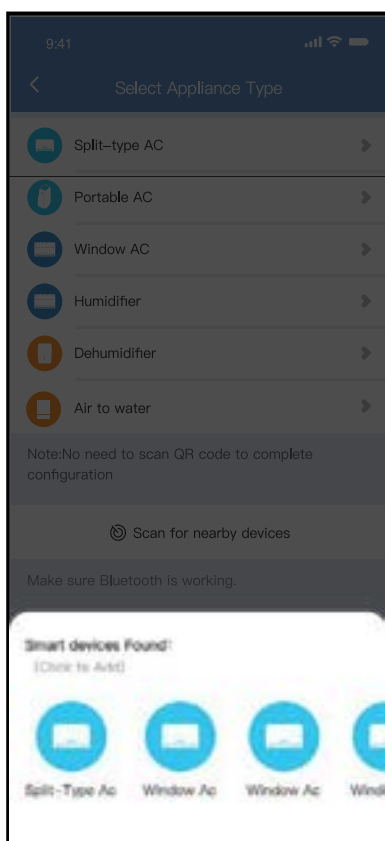 9:41
Select Appliance Type
Split-type AC
Portable AC
Window AC
Humidifier
Dehumidifier
Air to water
Note:No need to scan QR code to complete
configuration
Scan for nearby devices
Make sure Bluetooth is working.
Smart devices Found:
(Click to Add)
Split-Type Ac Window Ac Window Ac